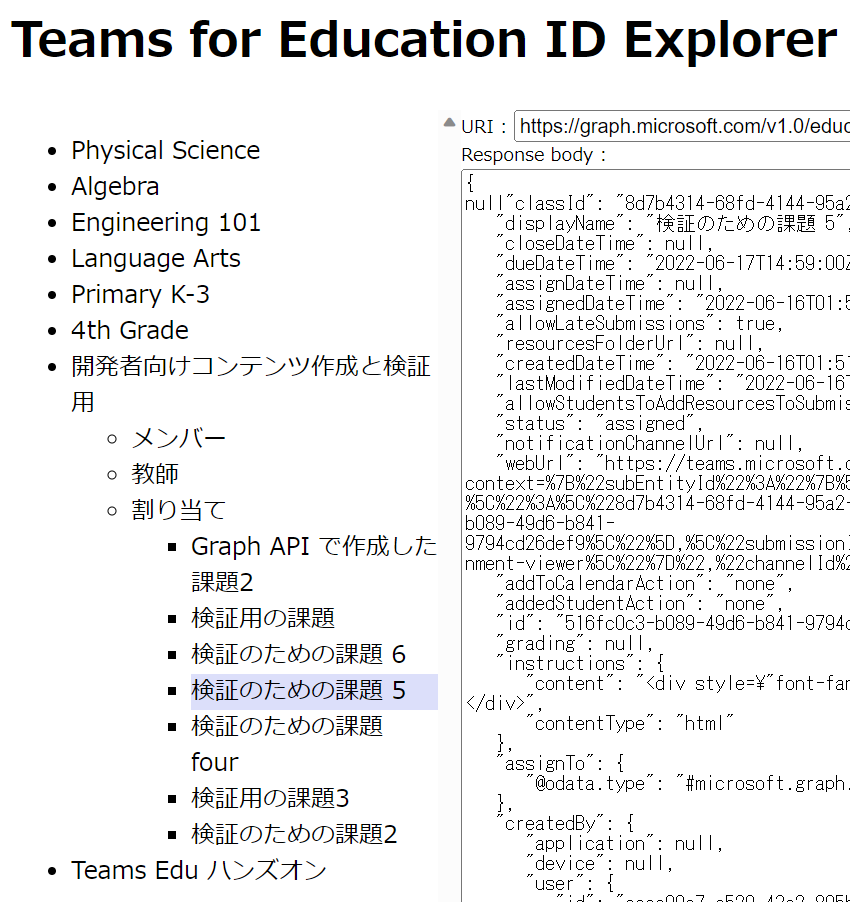 Teams for Education ID Explorer
Physical Science
Algebra
Engineering 101
Language Arts
Primary K-3
4th Grade
開発者向けコンテンツ作成と検証
用
メンバー
教師
割り当て
Graph API で作成した
課題2
検証用の課題
検証のための課題 6
検証のための課題 5
検証のための課題
four
検証用の課題3
検証のための課題2
Teams Edu ハンズオン
URI : https://graph.microsoft.com/v1.0/educ
Response body :
{
null"classId": "8d7b4314-68fd-4144-95a2
"displayName": "検証のための課題 5",
"closeDateTime": null,
"dueDateTime": "2022-06-17T14:59:00Z
"assignDateTime": null,
"assignedDateTime": "2022-06-16T01:5
"allowLateSubmissions": true,
"resourcesFolderUrl": null,
"createdDateTime": "2022-06-16T01:51
"lastModifiedDateTime": "2022-06-16T
"allowStudentsToAddResourcesToSubmis
"status": "assigned",
"notificationChannelUrl": null,
"webUrl": "https://teams.microsoft.c
context=%7B%22subEntityId%22%3A%22%7B%5
%5C%22%3A%5C%228d7b4314-68fd-4144-95a2-
b089-49d6-b841-
9794cd26def9%5C%22%5D,%5C%22submissionI
nment-viewer%5C%22%7D%22,%22channelId%2
"addToCalendarAction": "none",
"addedStudentAction": "none",
"id": "516fc0c3-b089-49d6-b841-9794c
"grading": null,
"instructions": {
"content": "<div style=¥"font-fam
</div>",
"contentType": "html"
},
"assignTo": {
"@odata.type": "#microsoft.graph.
},
"createdBy": {
"application": null,
"device": null,
"user": {